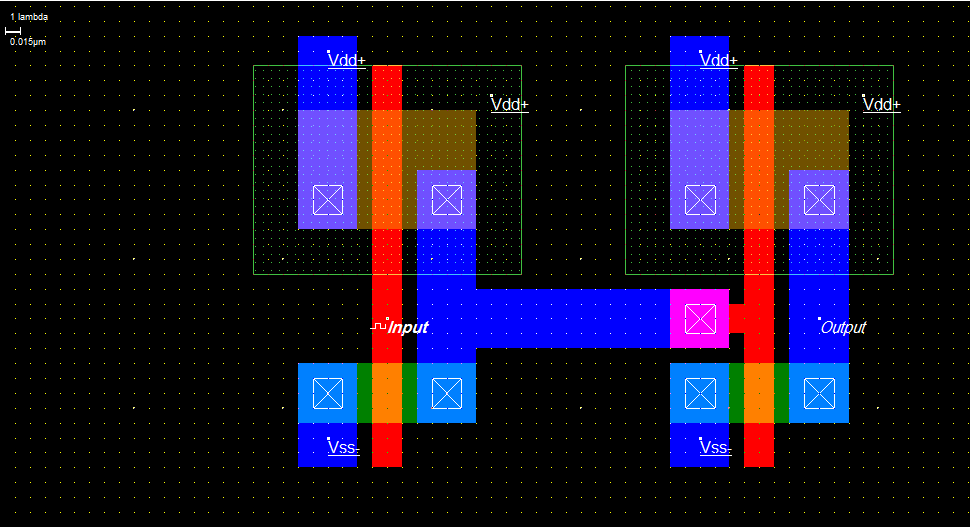 1 lambda
0.015µm
Vdd+
Vdd+
Vdd+
Vdd+
Input
Output
Vss-
Vss-